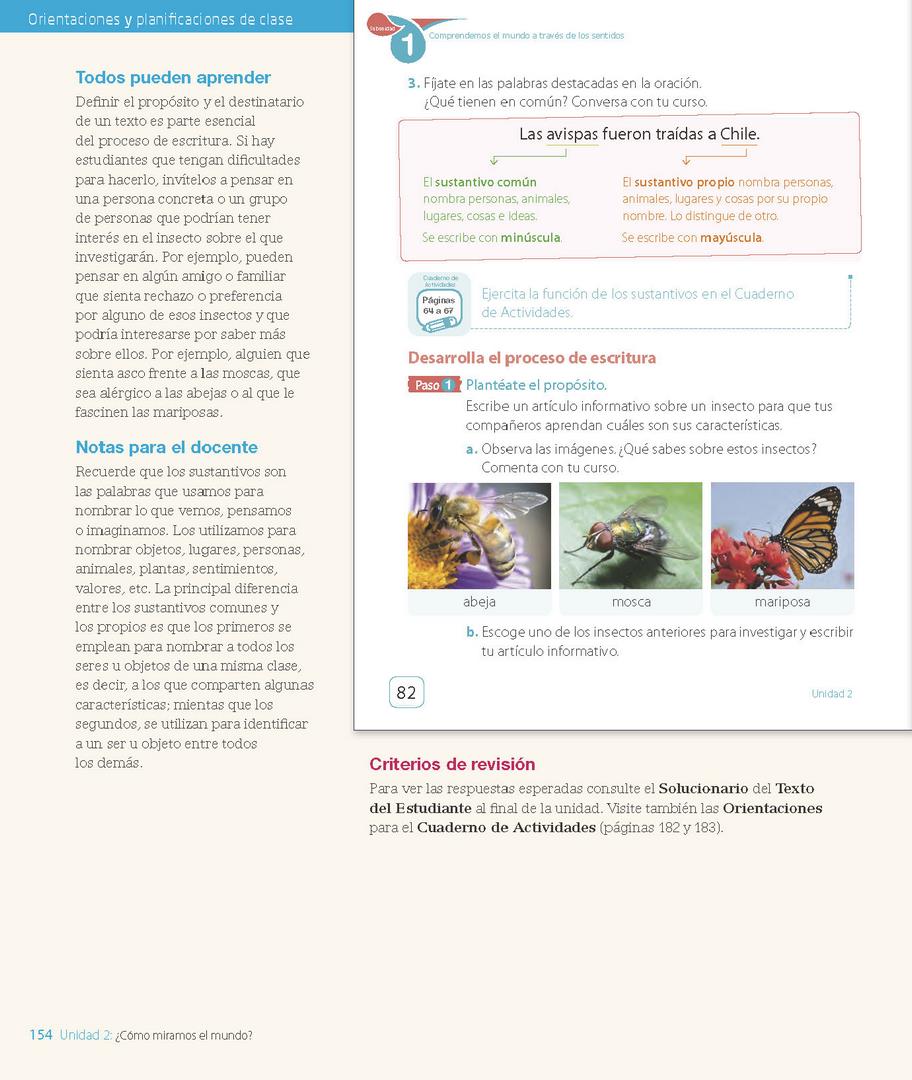 Orientaciones y planificaciones de clase
Todos pueden aprender
Definir el propósito y el destinatario
de un texto es parte esencial
del proceso de escritura. Si hay
estudiantes que tengan dificultades
para hacerlo, invítelos a pensar en
una persona concreta o un grupo
de personas que podrían tener
interés en el insecto sobre el que
investigarán. Por ejemplo, pueden
pensar en algún amigo o familiar
que sienta rechazo o preferencia
por alguno de esos insectos y que
podría interesarse por saber más
sobre ellos. Por ejemplo, alguien que
sienta asco frente a las moscas, que
sea alérgico a las abejas o al que le
fascinen las mariposas.
Notas para el docente
Recuerde que los sustantivos son
las palabras que usamos para
nombrar lo que vemos, pensamos
o imaginamos. Los utilizamos para
nombrar objetos, lugares, personas,
animales, plantas, sentimientos,
valores, etc. La principal diferencia
entre los sustantivos comunes y
los propios es que los primeros se
emplean para nombrar a todos los
seres u objetos de una misma clase,
es decir, a los que comparten algunas
características; mientas que los
segundos, se utilizan para identificar
a un ser u objeto entre todos
los demás.
Subunidad
1
Comprendemos el mundo a través de los sentidos
3. Fíjate en las palabras destacadas en la oración.
¿Qué tienen en común? Conversa con tu curso.
Las avispas fueron traídas a Chile.
El sustantivo común
nombra personas, animales,
lugares, cosas e ideas.
Se escribe con minúscula.
El sustantivo propio nombra personas,
animales, lugares y cosas por su propio
nombre. Lo distingue de otro.
Se escribe con mayúscula.
Cuaderno de
Actividades
Páginas
64 a 67
Ejercita la función de los sustantivos en el Cuaderno
de Actividades.
Desarrolla el proceso de escritura
Paso 1 Plantéate el propósito.
Escribe un artículo informativo sobre un insecto para que tus
compañeros aprendan cuáles son sus características.
a. Observa las imágenes. ¿Qué sabes sobre estos insectos?
Comenta con tu curso.
abeja
mosca
mariposa
b. Escoge uno de los insectos anteriores para investigar y escribir
tu artículo informativo.
82
Unidad 2
Criterios de revisión
Para ver las respuestas esperadas consulte el Solucionario del Texto
del Estudiante al final de la unidad. Visite también las Orientaciones
para el Cuaderno de Actividades (páginas 182 y 183).
154 Unidad 2: ¿Cómo miramos el mundo?